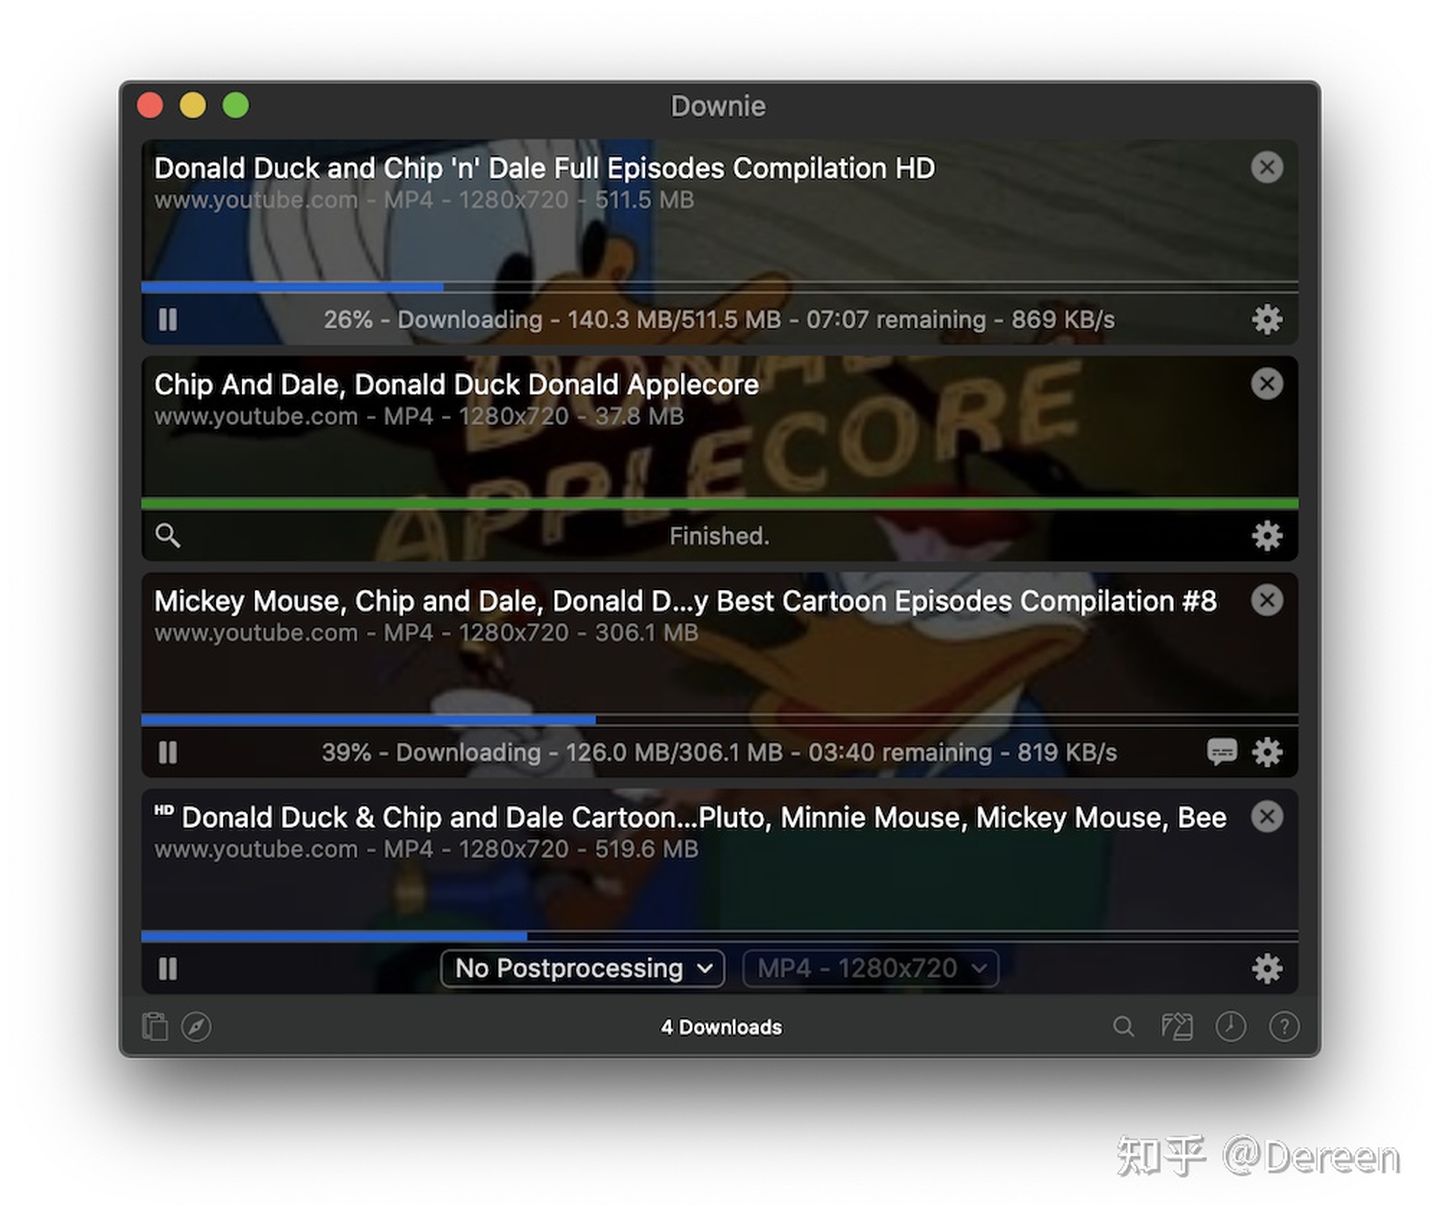 Downie
Donald Duck and Chip 'n' Dale Full Episodes Compilation HD
www.youtube.com - MP4 - 1280x720 - 511.5 MB
26% - Downloading - 140.3 MB/511.5 MB - 07:07 remaining - 869 KB/s
Chip And Dale, Donald Duck Donald Applecore
www.youtube.com - MP4 - 1280x720 - 37.8 MB
DONALD
APPLECORE
Finished.
Mickey Mouse, Chip and Dale, Donald D...y Best Cartoon Episodes Compilation #8
www.youtube.com - MP4 - 1280x720 - 306.1 MB
39% - Downloading - 126.0 MB/306.1 MB - 03:40 remaining - 819 KB/s
HD Donald Duck & Chip and Dale Cartoon...Pluto, Minnie Mouse, Mickey Mouse, Bee
www.youtube.com - MP4 - 1280x720 - 519.6 MB
No Postprocessing MP4 - 1280x720
4 Downloads
?
知乎 @Dereen